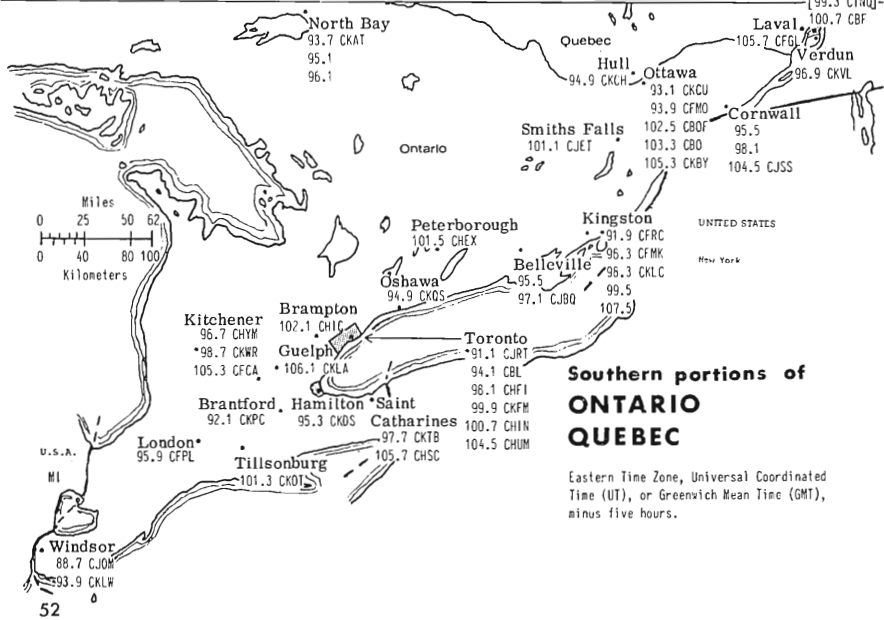 [99.3 CINQ]
100.7 CBF
Laval
105.7 CFGL
Verdun
96.9 CKVL
North Bay
93.7 CKAT
95.1
96.1
Quebec
Hull
94.9 CKCH
Ottawa
93.1 CKCU
93.9 CFMO
102.5 CBOF
103.3 CBO
105.3 CKBY
Cornwall
95.5
98.1
104.5 CJSS
Smiths Falls
101.1 CJET
Ontario
Miles
0 25 50 62
0 40 80 100
Kilometers
Peterborough
101.5 CHEX
Kingston
91.9 CFRC
96.3 CFMK
96.3 CKLC
99.5
107.5
UNITED STATES
New York
Belleville
95.5
97.1 CJBQ
Oshawa
94.9 CKQS
Brampton
102.1 CHIC
Kitchener
96.7 CHYM
98.7 CKWR
105.3 CFCA
Guelph
106.1 CKLA
Toronto
91.1 CJRT
94.1 CBL
98.1 CHFI
99.9 CKFM
100.7 CHIN
104.5 CHUM
Brantford
92.1 CKPC
Hamilton
95.3 CKDS
Saint
Catharines
97.7 CKTB
105.7 CHSC
London
95.9 CFPL
Tillsonburg
101.3 CKOT
U.S.A.
MI
Windsor
88.7 CJOM
93.9 CKLW
Southern portions of
ONTARIO
QUEBEC
Eastern Time Zone, Universal Coordinated
Time (UT), or Greenwich Mean Time (GMT),
minus five hours.
52